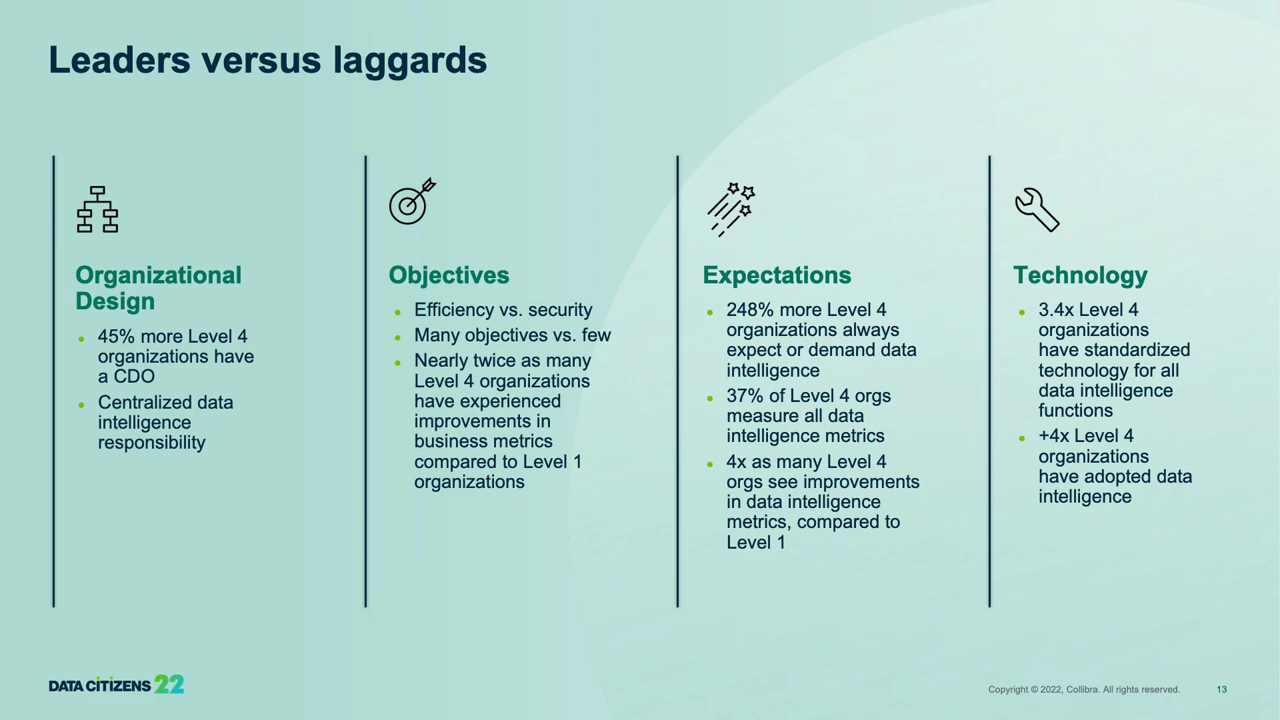 Leaders versus laggards
Organizational
Design
• 45% more Level 4
organizations have
a CDO
• Centralized data
intelligence
responsibility
Objectives
• Efficiency vs. security
• Many objectives vs. few
• Nearly twice as many
Level 4 organizations
have experienced
improvements in
business metrics
compared to Level 1
organizations
Expectations
• 248% more Level 4
organizations always
expect or demand data
intelligence
• 37% of Level 4 orgs
measure all data
intelligence metrics
• 4x as many Level 4
orgs see improvements
in data intelligence
metrics, compared to
Level 1
Technology
• 3.4x Level 4
organizations
have standardized
technology for all
data intelligence
functions
• +4x Level 4
organizations
have adopted data
intelligence
DATA CITIZENS 22
Copyright © 2022, Collibra. All rights reserved.
13